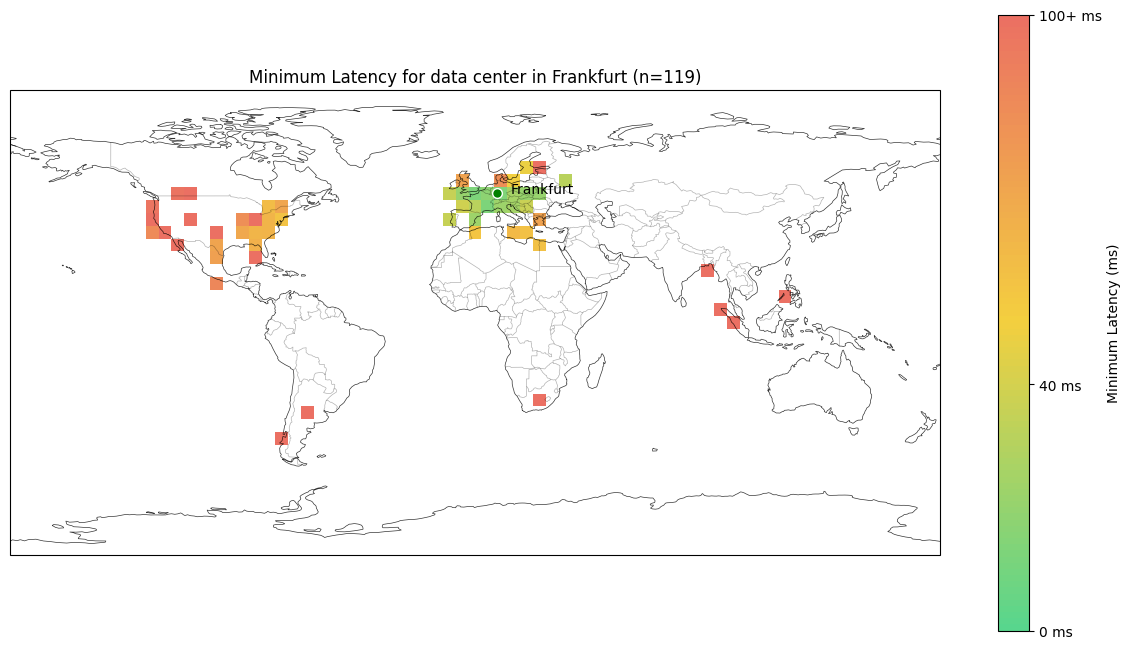 Minimum Latency for data center in Frankfurt (n=119)
Frankfurt
100+ ms
40 ms
0 ms
Minimum Latency (ms)